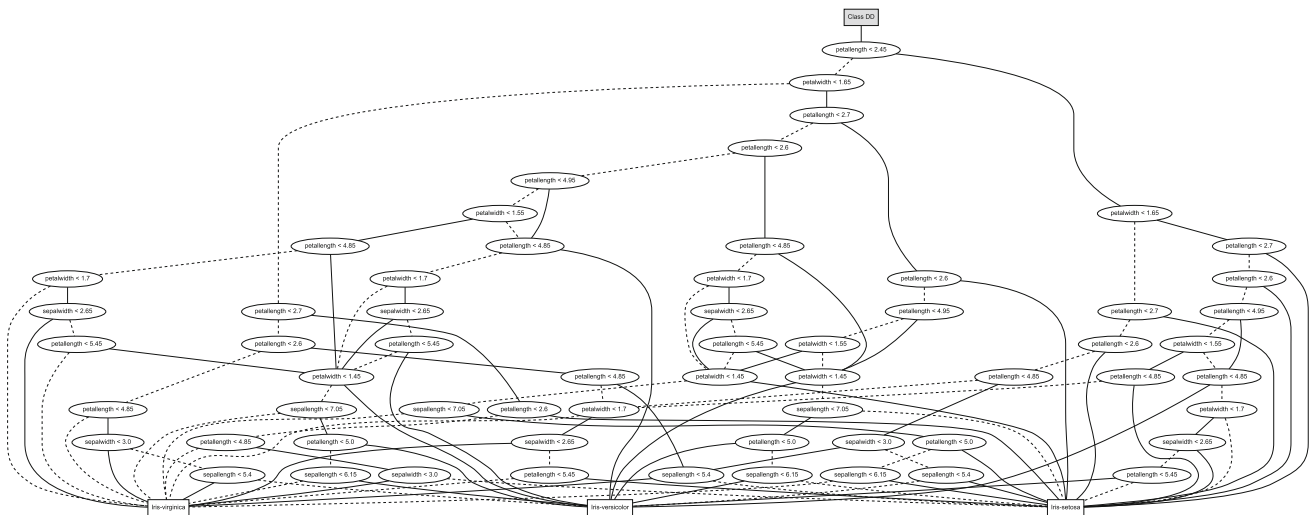 Class DD
petallength < 2.45
petalwidth < 1.65
petallength < 2.7
petallength < 2.6
petallength < 4.95
petalwidth < 1.55
petalwidth < 1.65
petallength < 4.85
petallength < 4.85
petallength < 4.85
petallength < 2.7
petalwidth < 1.7
petalwidth < 1.7
petalwidth < 1.7
petallength < 2.6
petallength < 2.6
sepalwidth < 2.65
petallength < 2.7
sepalwidth < 2.65
sepalwidth < 2.65
petallength < 4.95
petallength < 2.7
petallength < 4.95
petallength < 5.45
petallength < 2.6
petallength < 5.45
petallength < 5.45
petalwidth < 1.55
petallength < 2.6
petalwidth < 1.55
petalwidth < 1.45
petallength < 4.85
petalwidth < 1.45
petalwidth < 1.45
petallength < 4.85
petallength < 4.85
petallength < 4.85
petallength < 4.85
sepallength < 7.05
sepallength < 7.05
petallength < 2.6
petalwidth < 1.7
sepallength < 7.05
petalwidth < 1.7
sepalwidth < 3.0
petallength < 4.85
petallength < 5.0
sepalwidth < 2.65
petallength < 5.0
sepalwidth < 3.0
petallength < 5.0
sepalwidth < 2.65
sepallength < 5.4
sepallength < 6.15
sepalwidth < 3.0
petallength < 5.45
sepallength < 5.4
sepallength < 6.15
sepallength < 6.15
sepallength < 5.4
petallength < 5.45
Iris-virginica
Iris-versicolor
Iris-setosa